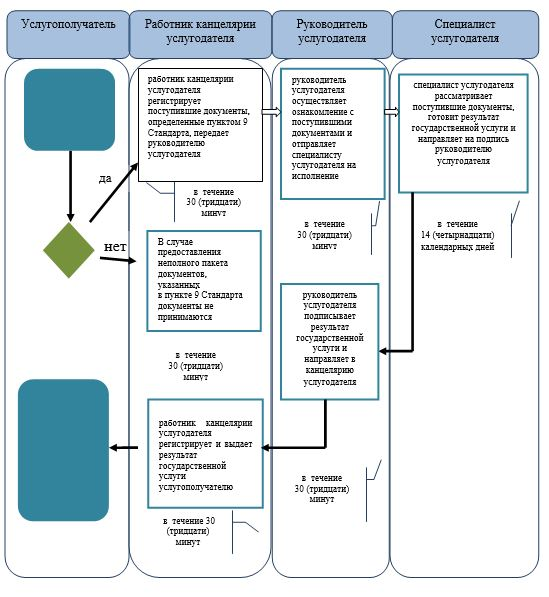 Услугополучатель
Работник канцелярии
услугодателя
Руководитель
услугодателя
Специалист
услугодателя
работник канцелярии
услугодателя
регистрирует
поступившие документы,
определенные пунктом 9
Стандарта, передает
руководителю
услугодателя
руководитель
услугодателя
осуществляет
ознакомление с
поступившими
документами и
отправляет
специалисту
услугодателя на
исполнение
специалист услугодателя
рассматривает
поступившие документы,
готовит результат
государственной услуги и
направляет на подпись
руководителю
услугодателя
да
в течение
30 (тридцати)
минут
в течение
30 (тридцати)
минут
в течение
14 (четырнадцати)
календарных дней
нет
В случае
предоставления
неполного пакета
документов,
указанных
в пункте 9 Стандарта
документы не
принимаются
руководитель
услугодателя
подписывает
результат
государственной
услуги и
направляет в
канцелярию
услугодателя
в течение
30 (тридцати)
минут
работник канцелярии
услугодателя
регистрирует и выдает
результат
государственной
услуги
услугополучателю
в течение
30 (тридцати)
минут
в течение 30
(тридцати)
минут